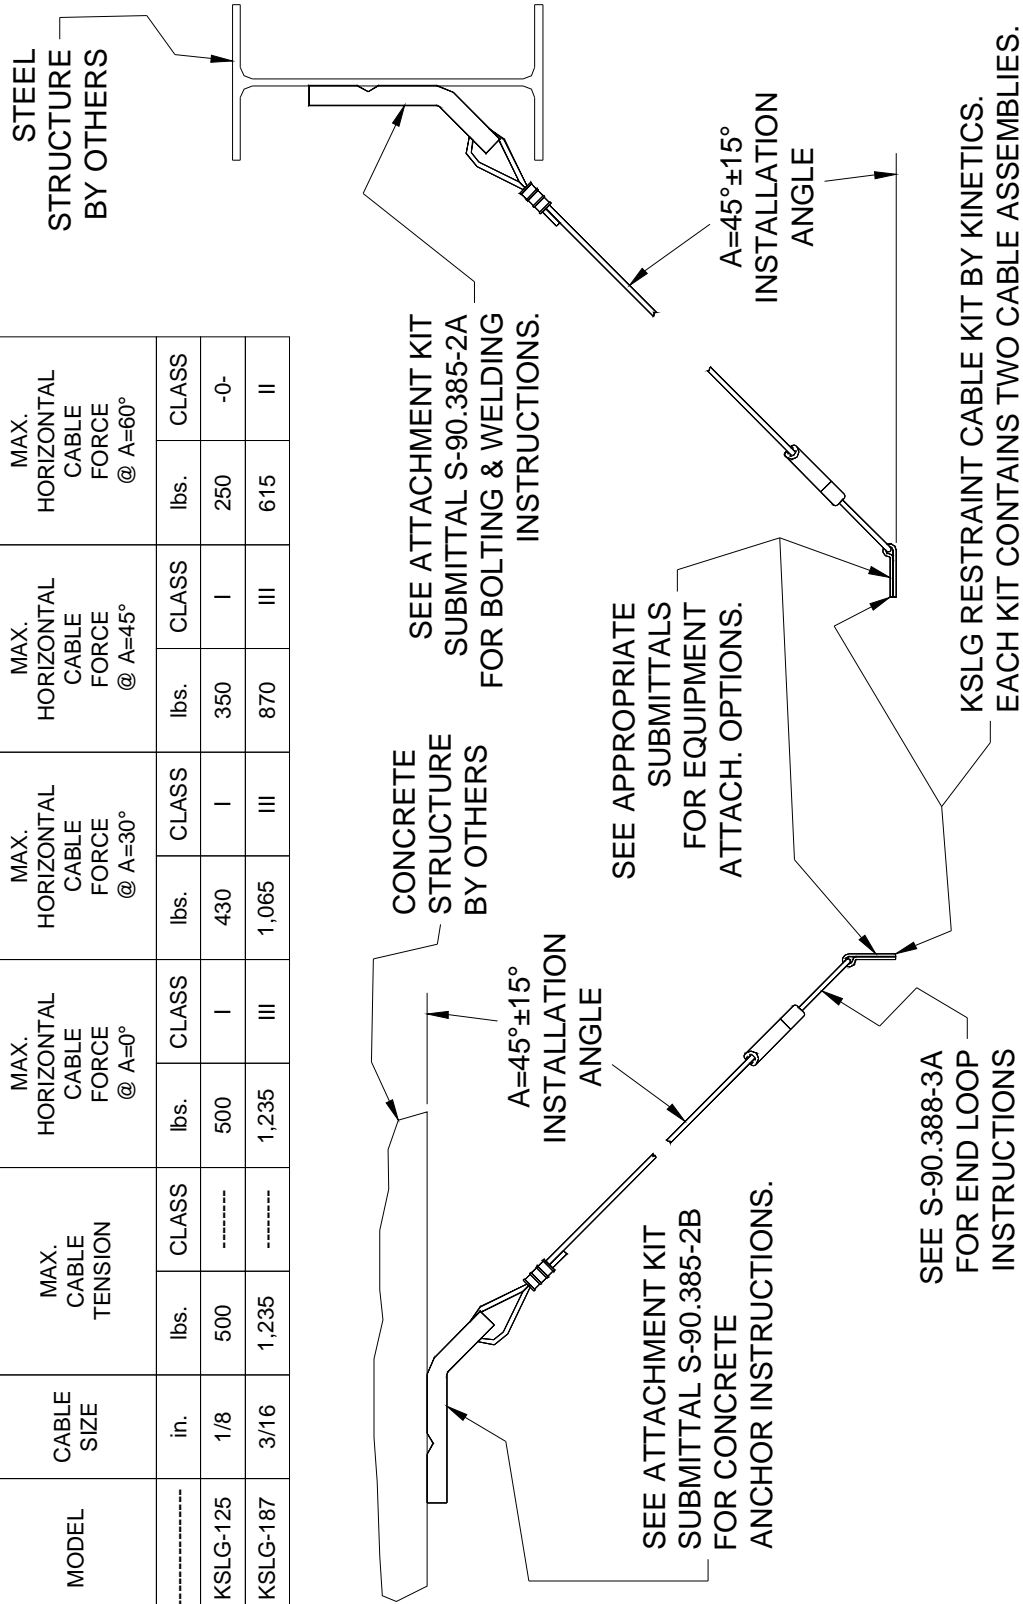 MODEL
CABLE
SIZE
MAX.
CABLE
TENSION
MAX.
HORIZONTAL
CABLE
FORCE
@ A=0°
MAX.
HORIZONTAL
CABLE
FORCE
@ A=30°
MAX.
HORIZONTAL
CABLE
FORCE
@ A=45°
MAX.
HORIZONTAL
CABLE
FORCE
@ A=60°
------------- in. lbs. CLASS lbs. CLASS lbs. CLASS lbs. CLASS lbs. CLASS
KSLG-125 1/8 500 -------- 500 I 430 I 350 I 250 -0-
KSLG-187 3/16 1,235 -------- 1,235 III 1,065 III 870 III 615 II
STEEL
STRUCTURE
BY OTHERS
CONCRETE
STRUCTURE
BY OTHERS
SEE ATTACHMENT KIT
SUBMITTAL S-90.385-2A
FOR BOLTING & WELDING
INSTRUCTIONS.
A=45°±15°
INSTALLATION
ANGLE
A=45°±15°
INSTALLATION
ANGLE
SEE APPROPRIATE
SUBMITTALS
FOR EQUIPMENT
ATTACH. OPTIONS.
SEE ATTACHMENT KIT
SUBMITTAL S-90.385-2B
FOR CONCRETE
ANCHOR INSTRUCTIONS.
SEE S-90.388-3A
FOR END LOOP
INSTRUCTIONS
KSLG RESTRAINT CABLE KIT BY KINETICS.
EACH KIT CONTAINS TWO CABLE ASSEMBLIES.